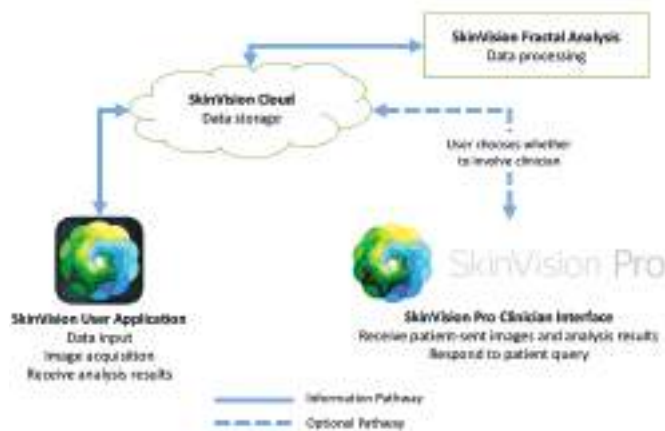 SkinVision Fractal Analysis
Data processing
SkinVision Cloud
Data storage
User chooses whether
to involve clinician
SkinVision Pro
SkinVision User Application
Data input
Image acquisition
Receive analysis results
SkinVision Pro Clinician Interface
Receive patient-sent images and analysis results
Respond to patient query
Information Pathway
Optional Pathway